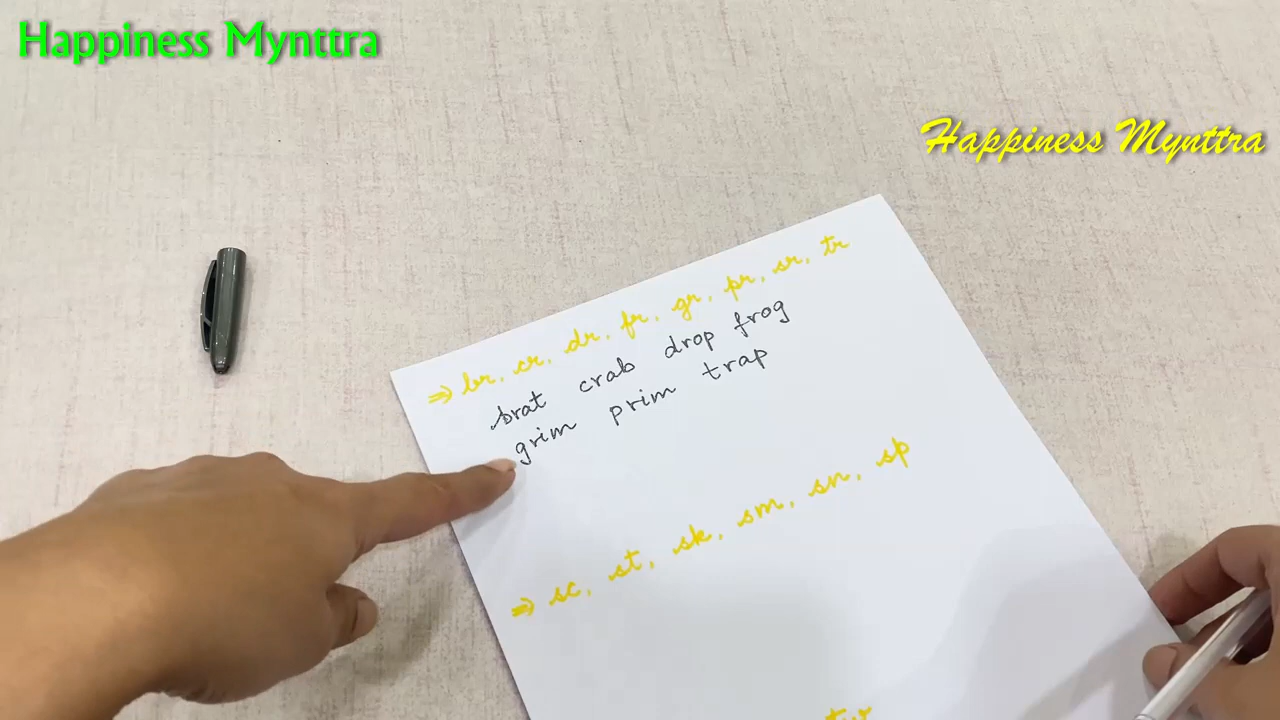 Happiness Mynttra
Happiness Mynttra
⇒ br, cr, dr, fr, gr, pr, sr, tr
brat crab drop frog
grim prim trap
⇒ sc, st, sk, sm, sn, sp